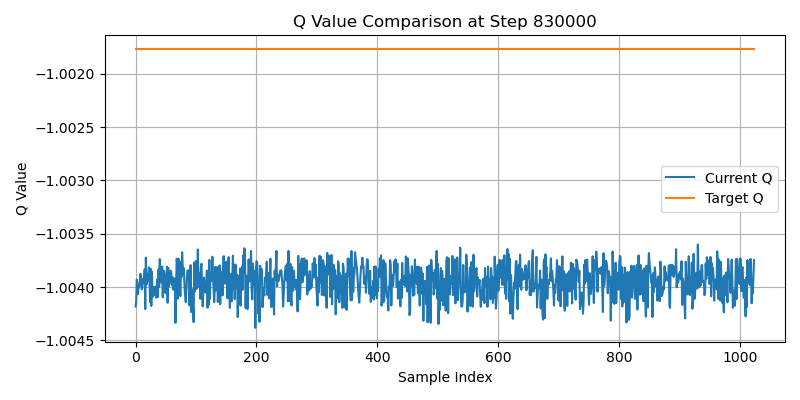 Q Value Comparison at Step 830000
−1.0020
−1.0025
−1.0030
−1.0035
−1.0040
−1.0045
Q Value
Current Q
Target Q
0
200
400
600
800
1000
Sample Index